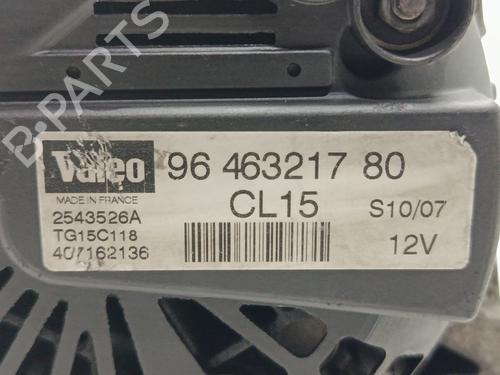 B-PARTS
Valeo
96 463217 80
MADE IN FRANCE
CL15
S10/07
2543526A
TG15C118
12V
407162136